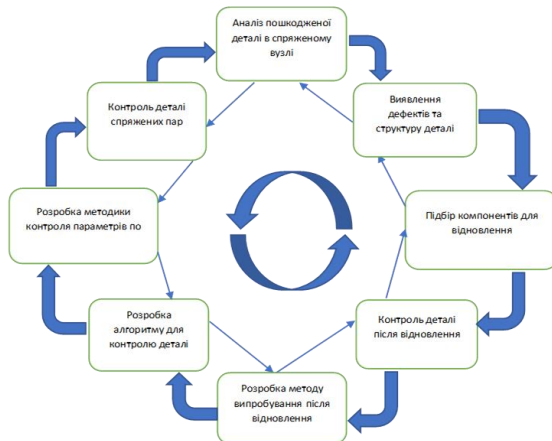 Аналіз пошкодженої
деталі в спряженому
вузлі
Виявлення
дефектів та
структуру деталі
Підбір компонентів для
відновлення
Контроль деталі
після відновлення
Розробка методу
випробування після
відновлення
Розробка
алгоритму для
контролю деталі
Розробка методики
контроля параметрів по
Контроль деталі
спряжених пар